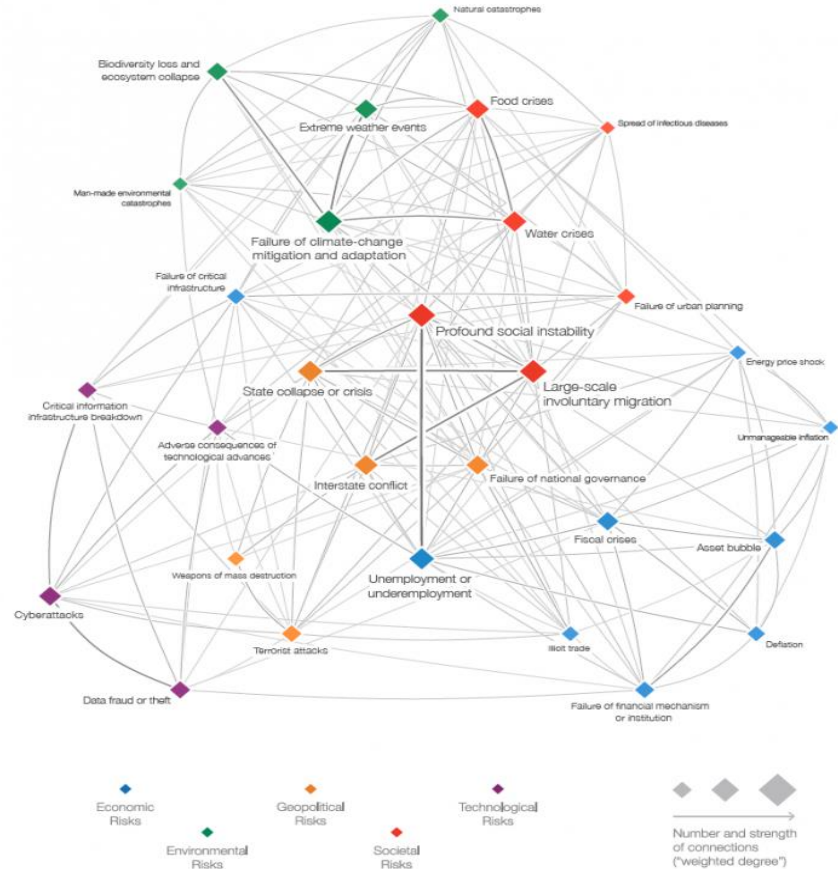 Natural catastrophes
Biodiversity loss and
ecosystem collapse
Food crises
Extreme weather events
Spread of infectious diseases
Man-made environmental
catastrophes
Failure of climate-change
mitigation and adaptation
Water crises
Failure of critical
infrastructure
Failure of urban planning
Profound social instability
Energy price shock
State collapse or crisis
Large-scale
involuntary migration
Critical information
infrastructure breakdown
Adverse consequences of
technological advances
Unmanageable inflation
Interstate conflict
Failure of national governance
Fiscal crises
Asset bubble
Weapons of mass destruction
Unemployment or
underemployment
Cyberattacks
Terrorist attacks
Illicit trade
Deflation
Data fraud or theft
Failure of financial mechanism
or institution
Economic
Risks
Geopolitical
Risks
Technological
Risks
Environmental
Risks
Societal
Risks
Number and strength
of connections
("weighted degree")